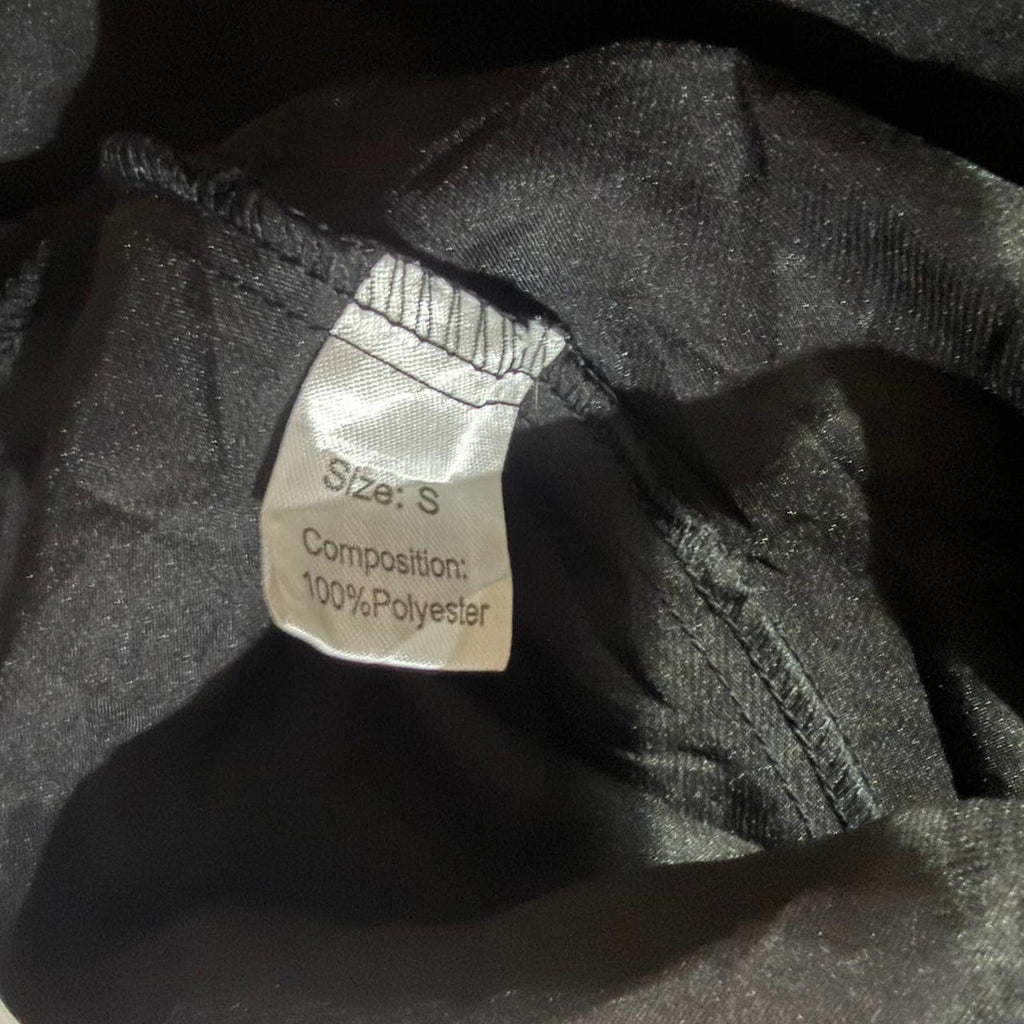 Size: S
Composition:
100%Polyester